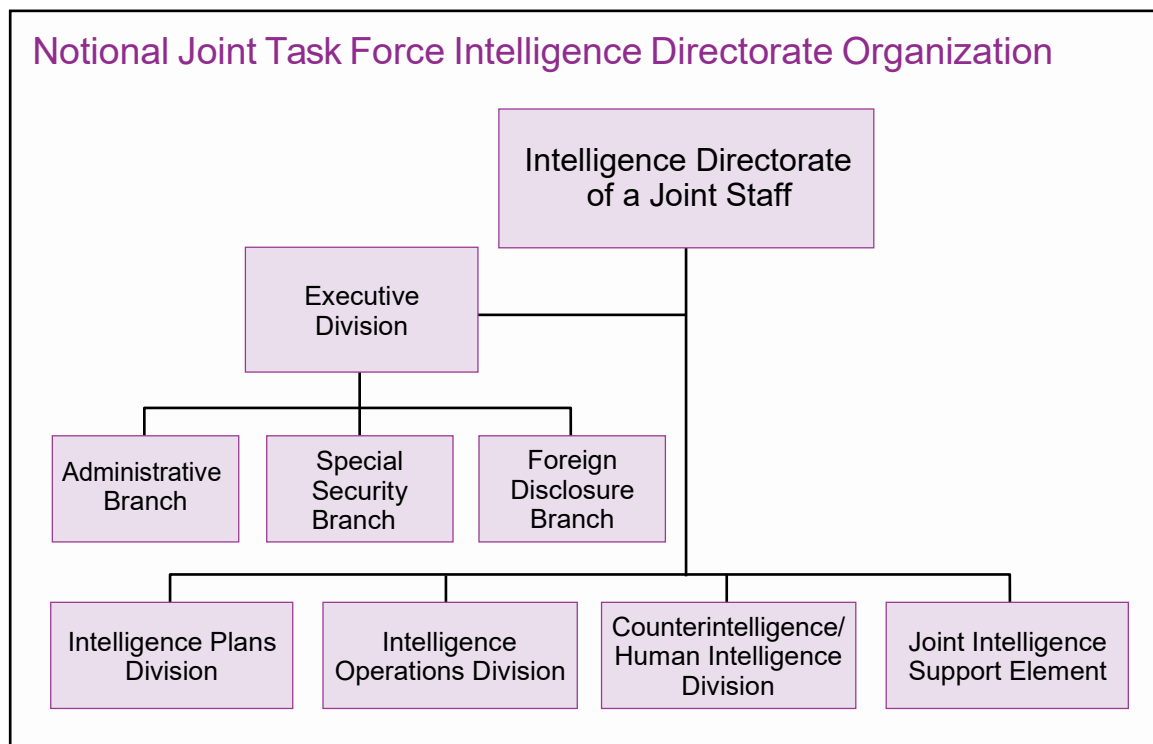 Notional Joint Task Force Intelligence Directorate Organization
Intelligence Directorate
of a Joint Staff
Executive
Division
Administrative
Branch
Special
Security
Branch
Foreign
Disclosure
Branch
Intelligence Plans
Division
Intelligence
Operations Division
Counterintelligence/
Human Intelligence
Division
Joint Intelligence
Support Element